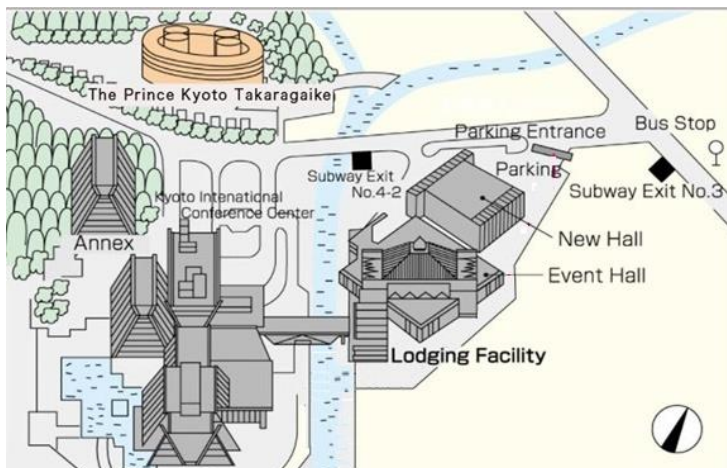 The Prince Kyoto Takaragaike
Parking Entrance
Bus Stop
Subway Exit
No.4-2
Parking
Subway Exit No.3
Kyoto Intenational
Conference Center
Annex
New Hall
Event Hall
Lodging Facility